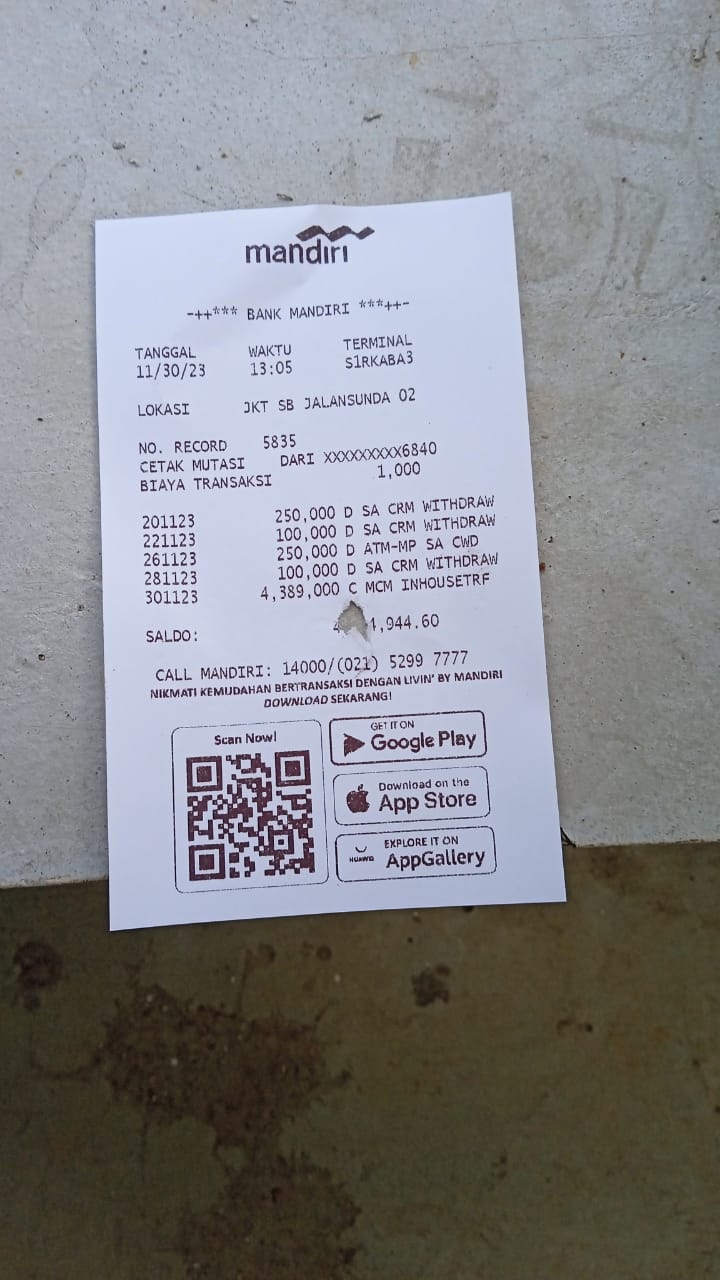 mandiri
-++*** BANK MANDIRI ***++-
TANGGAL WAKTU TERMINAL
11/30/23 13:05 S1RKABA3
LOKASI JKT SB JALANSUNDA 02
NO. RECORD 5835
CETAK MUTASI DARI XXXXXXXXX6840
BIAYA TRANSAKSI 1,000
201123 250,000 D SA CRM WITHDRAW
221123 100,000 D SA CRM WITHDRAW
261123 250,000 D ATM-MP SA CWD
281123 100,000 D SA CRM WITHDRAW
301123 4,389,000 C MCM INHOUSETRF
SALDO:
CALL MANDIRI: 14000/(021) 5299 7777
NIKMATI KEMUDAHAN BERTRANSAKSI DENGAN LIVIN' BY MANDIRI
DOWNLOAD SEKARANG!
Scan Now!
GET IT ON
Google Play
Download on the
App Store
HUAWEI
EXPLORE IT ON
AppGallery